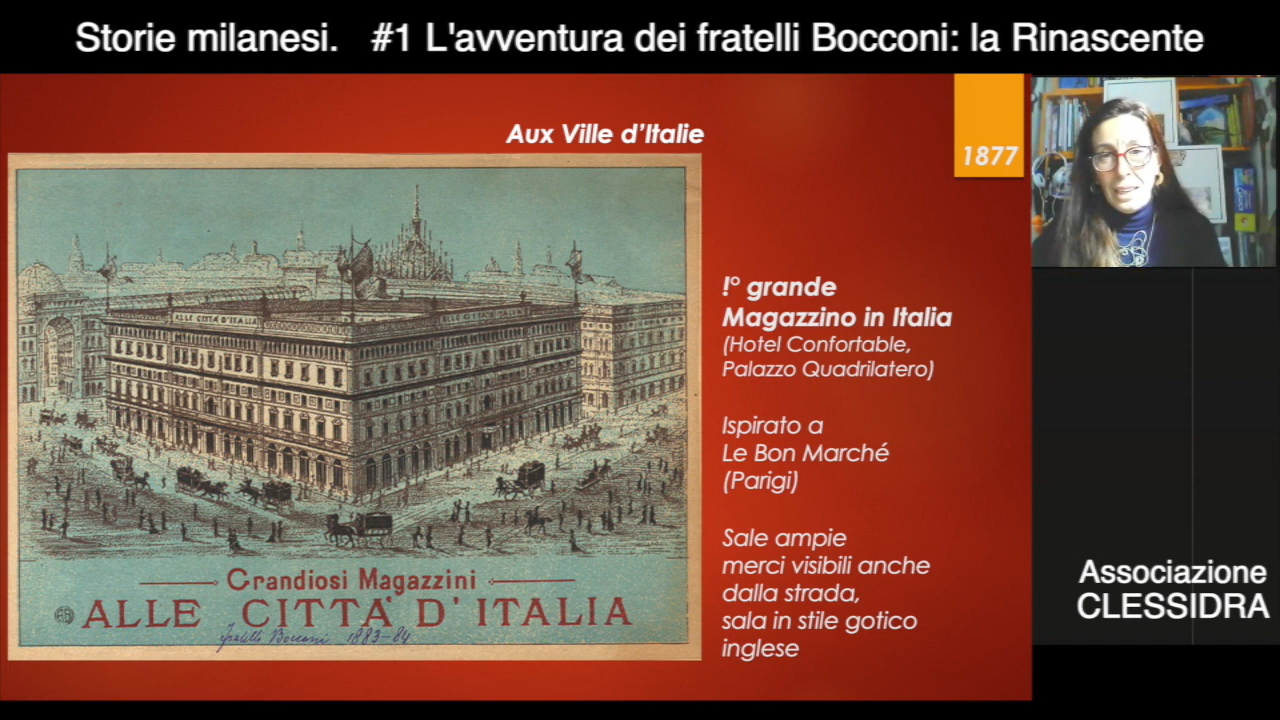 Storie milanesi. #1 L'avventura dei fratelli Bocconi: la Rinascente
Aux Ville d'Italie
1877
ALLE CITTÀ D'ITALIA
Grandiosi Magazzini
ALLE CITTA' D' ITALIA
fratelli Bocconi 1883-84
!° grande
Magazzino in Italia
(Hotel Confortable,
Palazzo Quadrilatero)
Ispirato a
Le Bon Marché
(Parigi)
Sale ampie
merci visibili anche
dalla strada,
sala in stile gotico
inglese
Associazione
CLESSIDRA